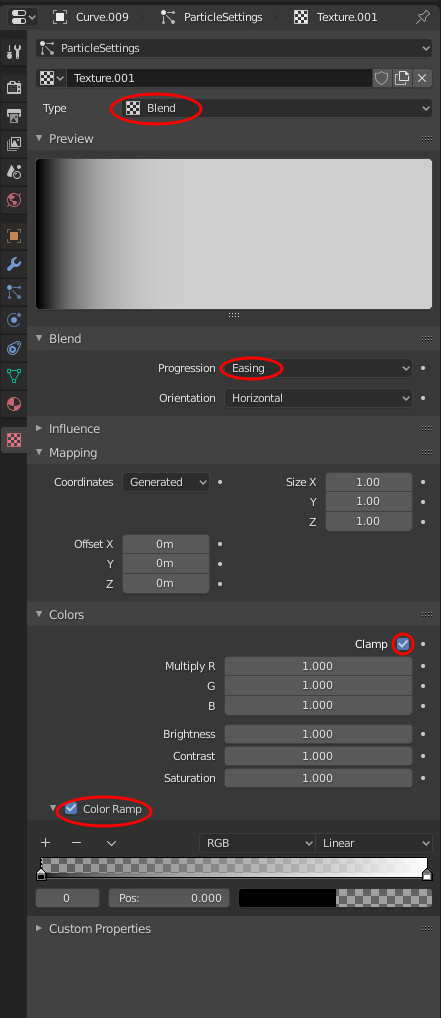 Curve.009 ParticleSettings Texture.001
ParticleSettings
Texture.001
Type Blend
Preview
Blend
Progression Easing
Orientation Horizontal
Influence
Mapping
Coordinates Generated Size X 1.00
Y 1.00
Z 1.00
Offset X 0m
Y 0m
Z 0m
Colors
Clamp
Multiply R 1.000
G 1.000
B 1.000
Brightness 1.000
Contrast 1.000
Saturation 1.000
Color Ramp
RGB Linear
0 Pos: 0.000
Custom Properties